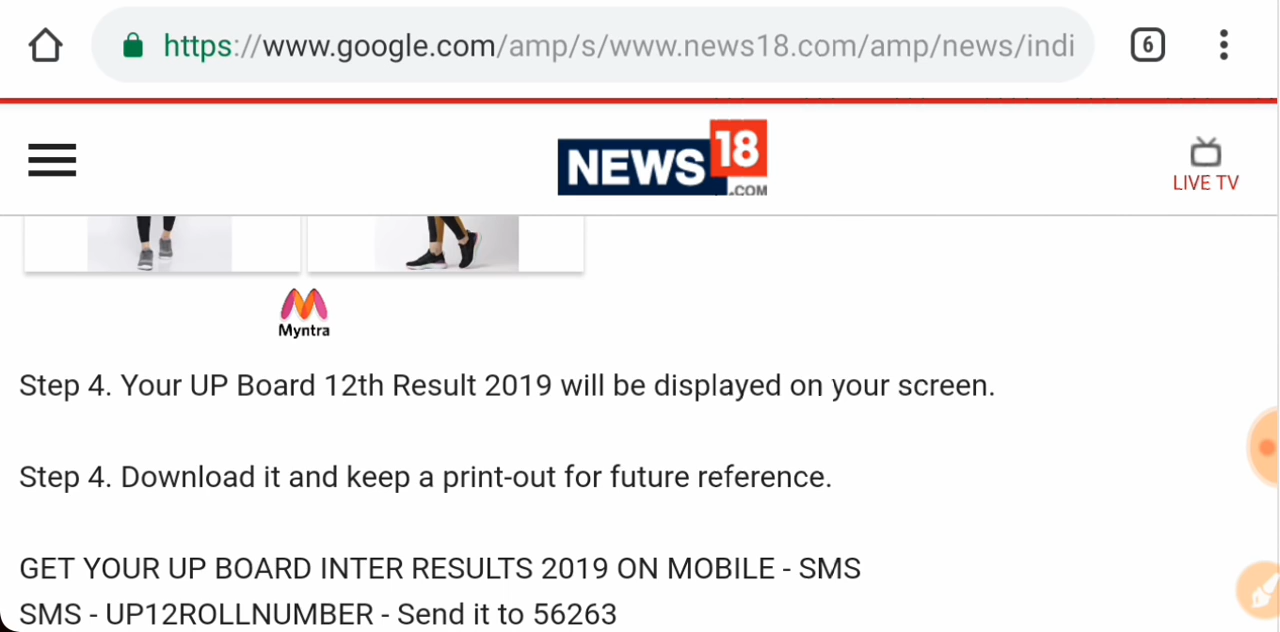 https://www.google.com/amp/s/www.news18.com/amp/news/indi
6
NEWS 18 .COM
LIVE TV
Myntra
Step 4. Your UP Board 12th Result 2019 will be displayed on your screen.
Step 4. Download it and keep a print-out for future reference.
GET YOUR UP BOARD INTER RESULTS 2019 ON MOBILE - SMS
SMS - UP12ROLLNUMBER - Send it to 56263